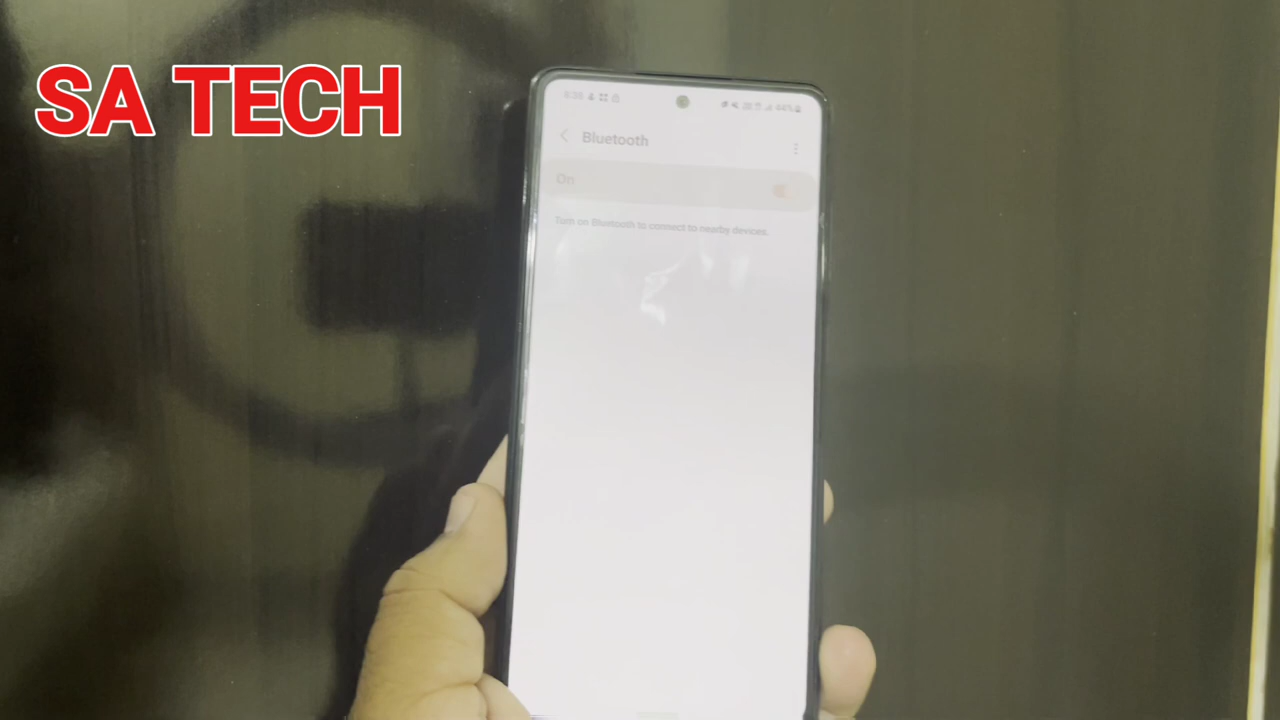 SA TECH
Bluetooth
On
Turn on Bluetooth to connect to nearby devices.